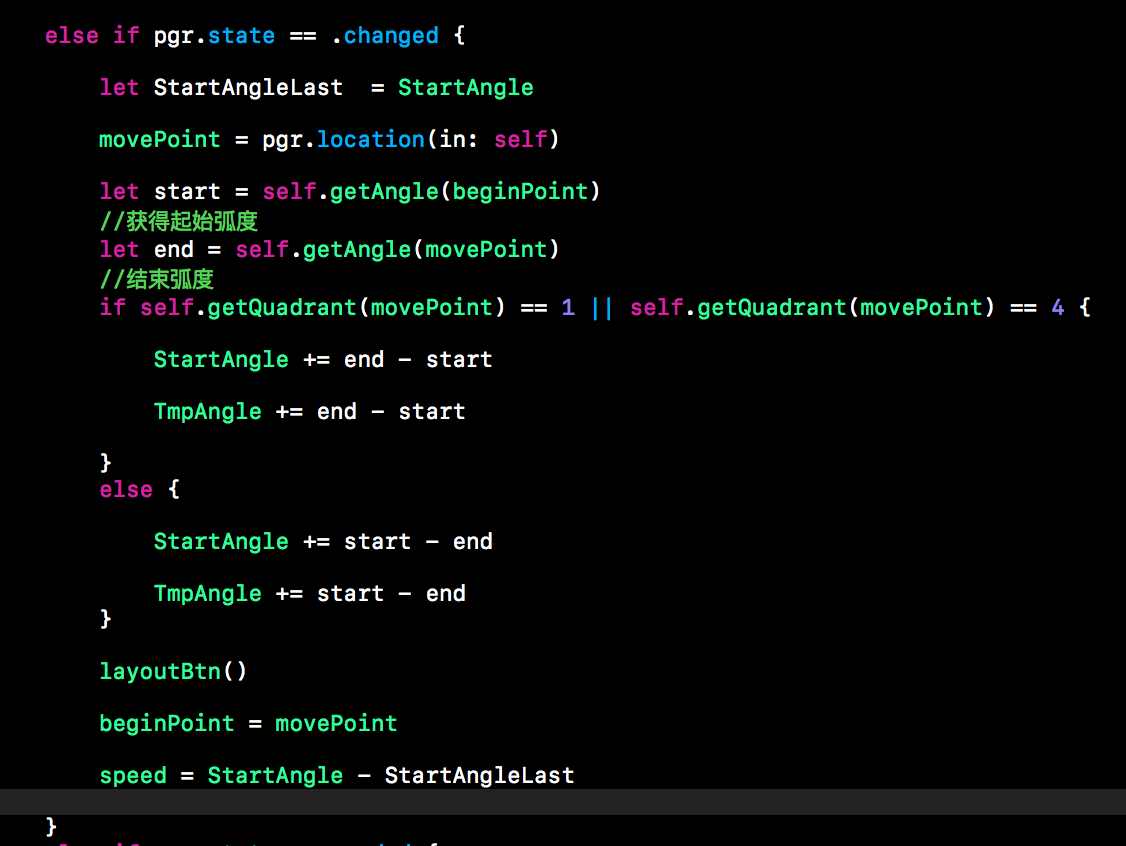 else if pgr.state == .changed {
let StartAngleLast  = StartAngle
movePoint = pgr.location(in: self)
let start = self.getAngle(beginPoint)
//获得起始弧度
let end = self.getAngle(movePoint)
//结束弧度
if self.getQuadrant(movePoint) == 1 || self.getQuadrant(movePoint) == 4 {
StartAngle += end - start
TmpAngle += end - start
}
else {
StartAngle += start - end
TmpAngle += start - end
}
layoutBtn()
beginPoint = movePoint
speed = StartAngle - StartAngleLast
}